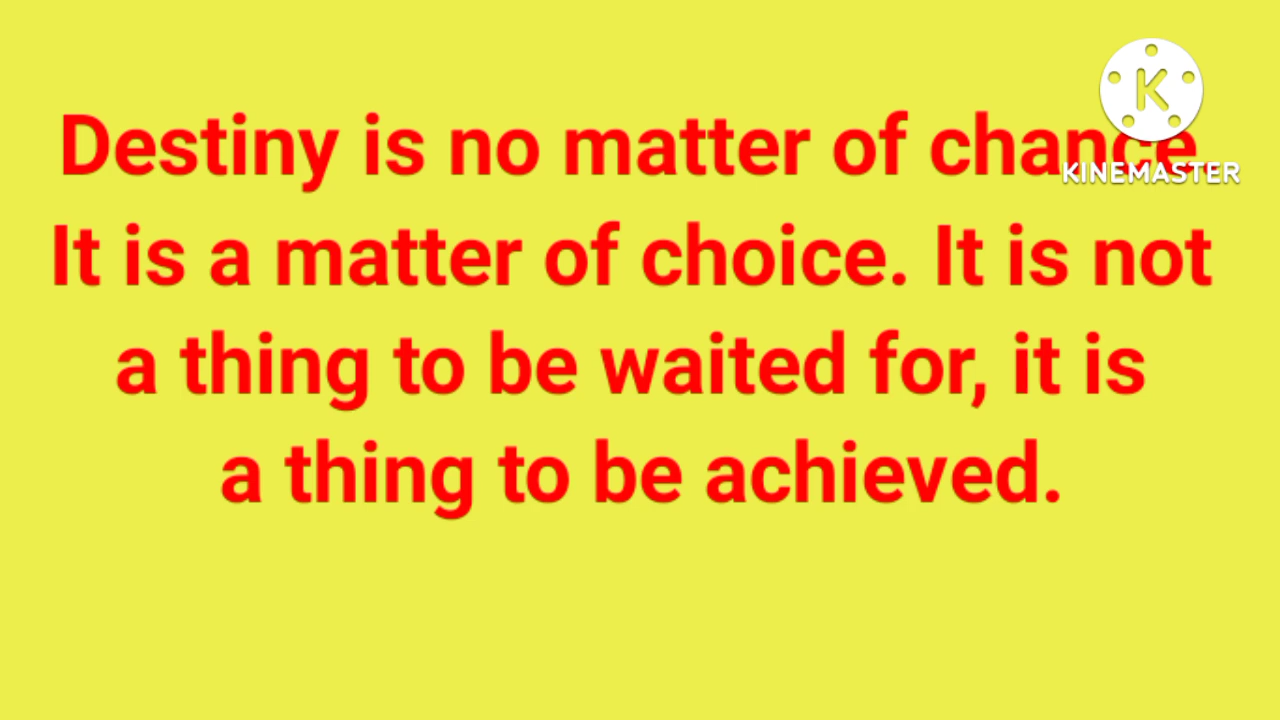 Destiny is no matter of chance
It is a matter of choice. It is not
a thing to be waited for, it is
a thing to be achieved.
K
KINEMASTER